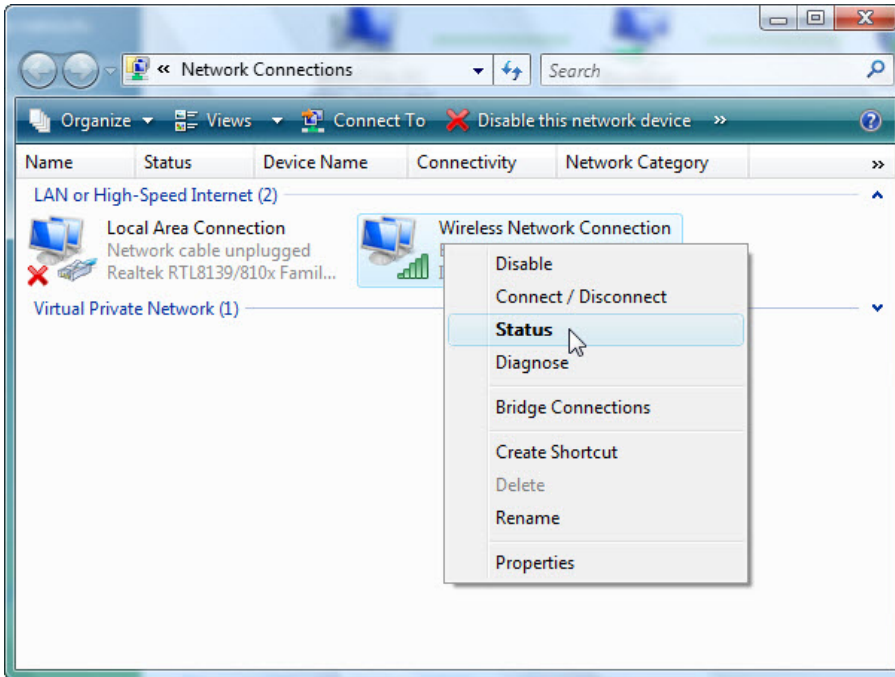 « Network Connections
Search
Organize Views Connect To Disable this network device »
Name Status Device Name Connectivity Network Category »
LAN or High-Speed Internet (2)
Local Area Connection
Network cable unplugged
Realtek RTL8139/810x Famil...
Wireless Network Connection
Disable
Connect / Disconnect
Status
Diagnose
Bridge Connections
Create Shortcut
Delete
Rename
Properties
Virtual Private Network (1)